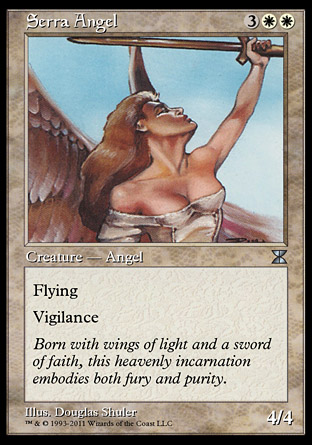 Serra Angel 3
Creature — Angel
Flying
Vigilance
Born with wings of light and a sword
of faith, this heavenly incarnation
embodies both fury and purity.
Illus. Douglas Shuler
4/4
™ & © 1993-2011 Wizards of the Coast LLC